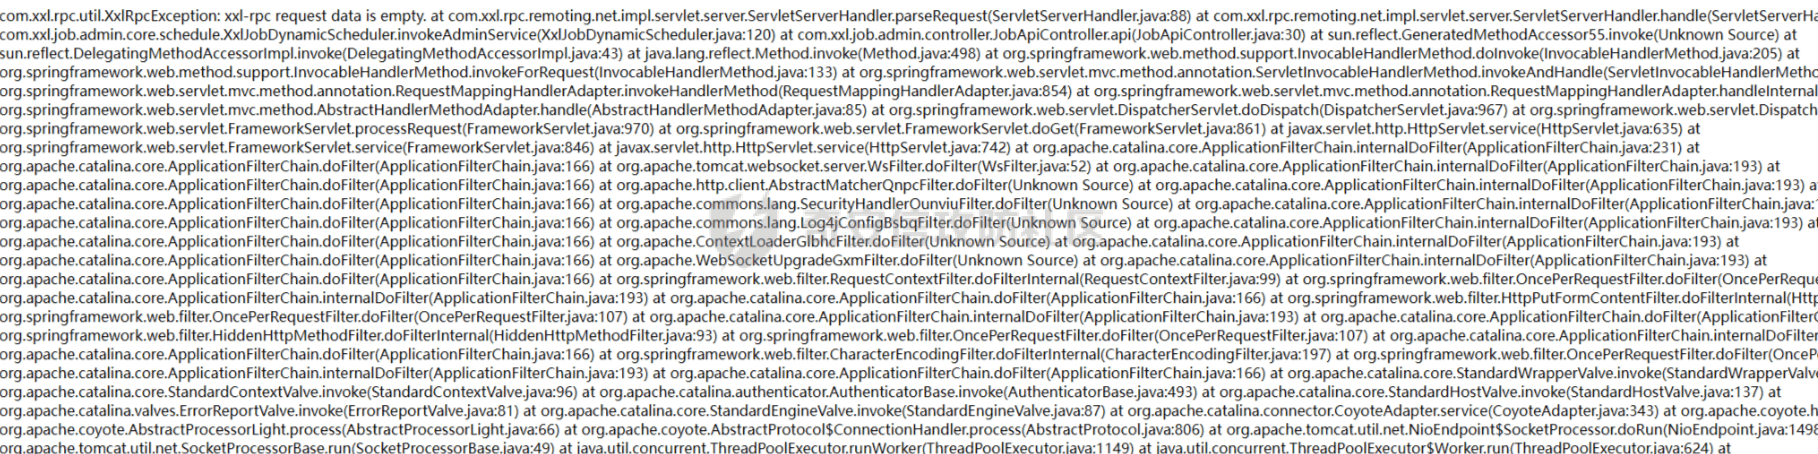 com.xxl.rpc.util.XxlRpcException: xxl-rpc request data is empty. at com.xxl.rpc.remoting.net.impl.servlet.server.ServletServerHandler.parseRequest(ServletServerHandler.java:88) at com.xxl.rpc.remoting.net.impl.servlet.server.ServletServerHandler.handle(ServletServerHa
com.xxl.job.admin.core.schedule.XxlJobDynamicScheduler.invokeAdminService(XxlJobDynamicScheduler.java:120) at com.xxl.job.admin.controller.JobApiController.api(JobApiController.java:30) at sun.reflect.GeneratedMethodAccessor55.invoke(Unknown Source) at
sun.reflect.DelegatingMethodAccessorImpl.invoke(DelegatingMethodAccessorImpl.java:43) at java.lang.reflect.Method.invoke(Method.java:498) at org.springframework.web.method.support.InvocableHandlerMethod.doInvoke(InvocableHandlerMethod.java:205) at
org.springframework.web.method.support.InvocableHandlerMethod.invokeForRequest(InvocableHandlerMethod.java:133) at org.springframework.web.servlet.mvc.method.annotation.ServletInvocableHandlerMethod.invokeAndHandle(ServletInvocableHandlerMetho
org.springframework.web.servlet.mvc.method.annotation.RequestMappingHandlerAdapter.invokeHandlerMethod(RequestMappingHandlerAdapter.java:854) at org.springframework.web.servlet.mvc.method.annotation.RequestMappingHandlerAdapter.handleInternal
org.springframework.web.servlet.mvc.method.AbstractHandlerMethodAdapter.handle(AbstractHandlerMethodAdapter.java:85) at org.springframework.web.servlet.DispatcherServlet.doDispatch(DispatcherServlet.java:967) at org.springframework.web.servlet.Dispatch
org.springframework.web.servlet.FrameworkServlet.processRequest(FrameworkServlet.java:970) at org.springframework.web.servlet.FrameworkServlet.doGet(FrameworkServlet.java:861) at javax.servlet.http.HttpServlet.service(HttpServlet.java:635) at
org.springframework.web.servlet.FrameworkServlet.service(FrameworkServlet.java:846) at javax.servlet.http.HttpServlet.service(HttpServlet.java:742) at org.apache.catalina.core.ApplicationFilterChain.internalDoFilter(ApplicationFilterChain.java:231) at
org.apache.catalina.core.ApplicationFilterChain.doFilter(ApplicationFilterChain.java:166) at org.apache.tomcat.websocket.server.WsFilter.doFilter(WsFilter.java:52) at org.apache.catalina.core.ApplicationFilterChain.internalDoFilter(ApplicationFilterChain.java:193) at
org.apache.catalina.core.ApplicationFilterChain.doFilter(ApplicationFilterChain.java:166) at org.apache.http.client.AbstractMatcherQnpcFilter.doFilter(Unknown Source) at org.apache.catalina.core.ApplicationFilterChain.internalDoFilter(ApplicationFilterChain.java:193) a
org.apache.catalina.core.ApplicationFilterChain.doFilter(ApplicationFilterChain.java:166) at org.apache.commons.lang.SecurityHandlerOunviuFilter.doFilter(Unknown Source) at org.apache.catalina.core.ApplicationFilterChain.internalDoFilter(ApplicationFilterChain.java:1
org.apache.catalina.core.ApplicationFilterChain.doFilter(ApplicationFilterChain.java:166) at Source) at org.apache.catalina.core.ApplicationFilterChain.internalDoFilter(ApplicationFilterChain.java:193) at
org.apache.catalina.core.ApplicationFilterChain.doFilter(ApplicationFilterChain.java:166) at org.apache.ContextLoaderGlbhcFilter.doFilter(Unknown Source) at org.apache.catalina.core.ApplicationFilterChain.internalDoFilter(ApplicationFilterChain.java:193) at
org.apache.catalina.core.ApplicationFilterChain.doFilter(ApplicationFilterChain.java:166) at org.apache.WebSocketUpgradeGxmFilter.doFilter(Unknown Source) at org.apache.catalina.core.ApplicationFilterChain.internalDoFilter(ApplicationFilterChain.java:193) at
org.apache.catalina.core.ApplicationFilterChain.doFilter(ApplicationFilterChain.java:166) at org.springframework.web.filter.RequestContextFilter.doFilterInternal(RequestContextFilter.java:99) at org.springframework.web.filter.OncePerRequestFilter.doFilter(OncePerReque
org.apache.catalina.core.ApplicationFilterChain.internalDoFilter(ApplicationFilterChain.java:193) at org.apache.catalina.core.ApplicationFilterChain.doFilter(ApplicationFilterChain.java:166) at org.springframework.web.filter.HttpPutFormContentFilter.doFilterInternal(Http
org.springframework.web.filter.OncePerRequestFilter.doFilter(OncePerRequestFilter.java:107) at org.apache.catalina.core.ApplicationFilterChain.internalDoFilter(ApplicationFilterChain.java:193) at org.apache.catalina.core.ApplicationFilterChain.doFilter(ApplicationFilterC
org.springframework.web.filter.HiddenHttpMethodFilter.doFilterInternal(HiddenHttpMethodFilter.java:93) at org.springframework.web.filter.OncePerRequestFilter.doFilter(OncePerRequestFilter.java:107) at org.apache.catalina.core.ApplicationFilterChain.internalDoFilter
org.apache.catalina.core.ApplicationFilterChain.doFilter(ApplicationFilterChain.java:166) at org.springframework.web.filter.CharacterEncodingFilter.doFilterInternal(CharacterEncodingFilter.java:197) at org.springframework.web.filter.OncePerRequestFilter.doFilter(OnceP
org.apache.catalina.core.ApplicationFilterChain.internalDoFilter(ApplicationFilterChain.java:193) at org.apache.catalina.core.ApplicationFilterChain.doFilter(ApplicationFilterChain.java:166) at org.apache.catalina.core.StandardWrapperValve.invoke(StandardWrapperValv
org.apache.catalina.core.StandardContextValve.invoke(StandardContextValve.java:96) at org.apache.catalina.authenticator.AuthenticatorBase.invoke(AuthenticatorBase.java:493) at org.apache.catalina.core.StandardHostValve.invoke(StandardHostValve.java:137) at
org.apache.catalina.valves.ErrorReportValve.invoke(ErrorReportValve.java:81) at org.apache.catalina.core.StandardEngineValve.invoke(StandardEngineValve.java:87) at org.apache.catalina.connector.CoyoteAdapter.service(CoyoteAdapter.java:343) at org.apache.coyote.h
org.apache.coyote.AbstractProcessorLight.process(AbstractProcessorLight.java:66) at org.apache.coyote.AbstractProtocol$ConnectionHandler.process(AbstractProtocol.java:806) at org.apache.tomcat.util.net.NioEndpoint$SocketProcessor.doRun(NioEndpoint.java:1498
org.apache.tomcat.util.net.SocketProcessorBase.run(SocketProcessorBase.java:49) at java.util.concurrent.ThreadPoolExecutor.runWorker(ThreadPoolExecutor.java:1149) at java.util.concurrent.ThreadPoolExecutor$Worker.run(ThreadPoolExecutor.java:624) at
奇安信攻防社区